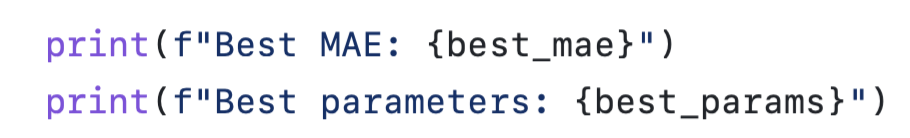 print(f"Best MAE: {best_mae}")
print(f"Best parameters: {best_params}")